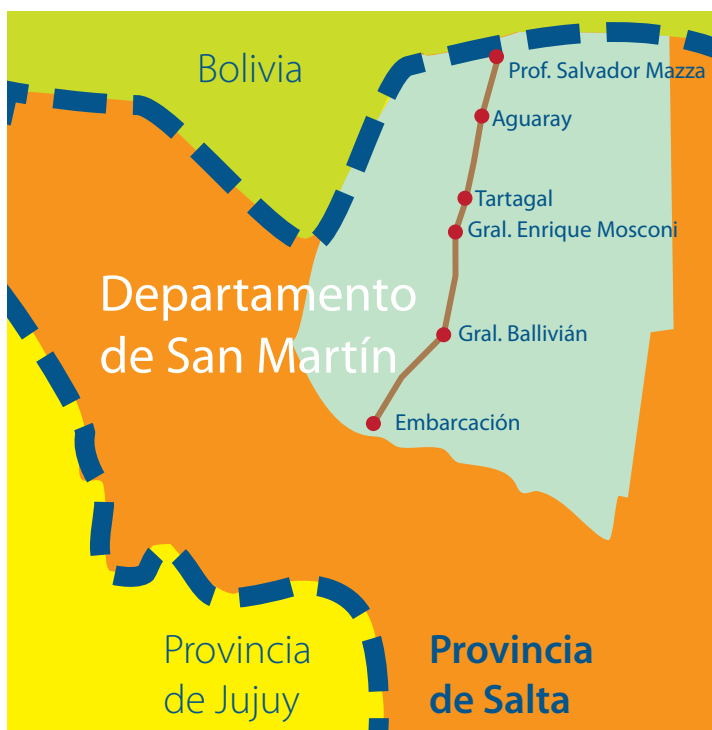 Bolivia
Prof. Salvador Mazza
Aguaray
Tartagal
Gral. Enrique Mosconi
Departamento
de San Martín
Gral. Ballivián
Embarcación
Provincia
de Jujuy
Provincia
de Salta